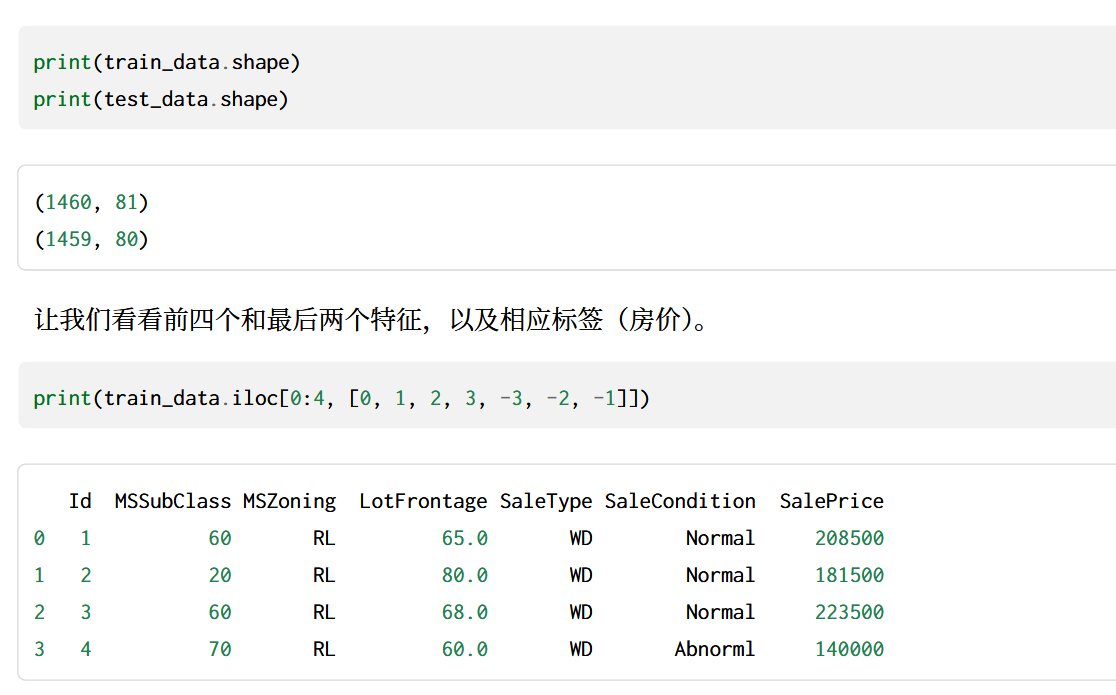 print(train_data.shape)
print(test_data.shape)
(1460, 81)
(1459, 80)
让我们看看前四个和最后两个特征，以及相应标签（房价）。
print(train_data.iloc[0:4, [0, 1, 2, 3, -3, -2, -1]])
Id MSSubClass MSZoning LotFrontage SaleType SaleCondition SalePrice
0 1 60 RL 65.0 WD Normal 208500
1 2 20 RL 80.0 WD Normal 181500
2 3 60 RL 68.0 WD Normal 223500
3 4 70 RL 60.0 WD Abnorml 140000